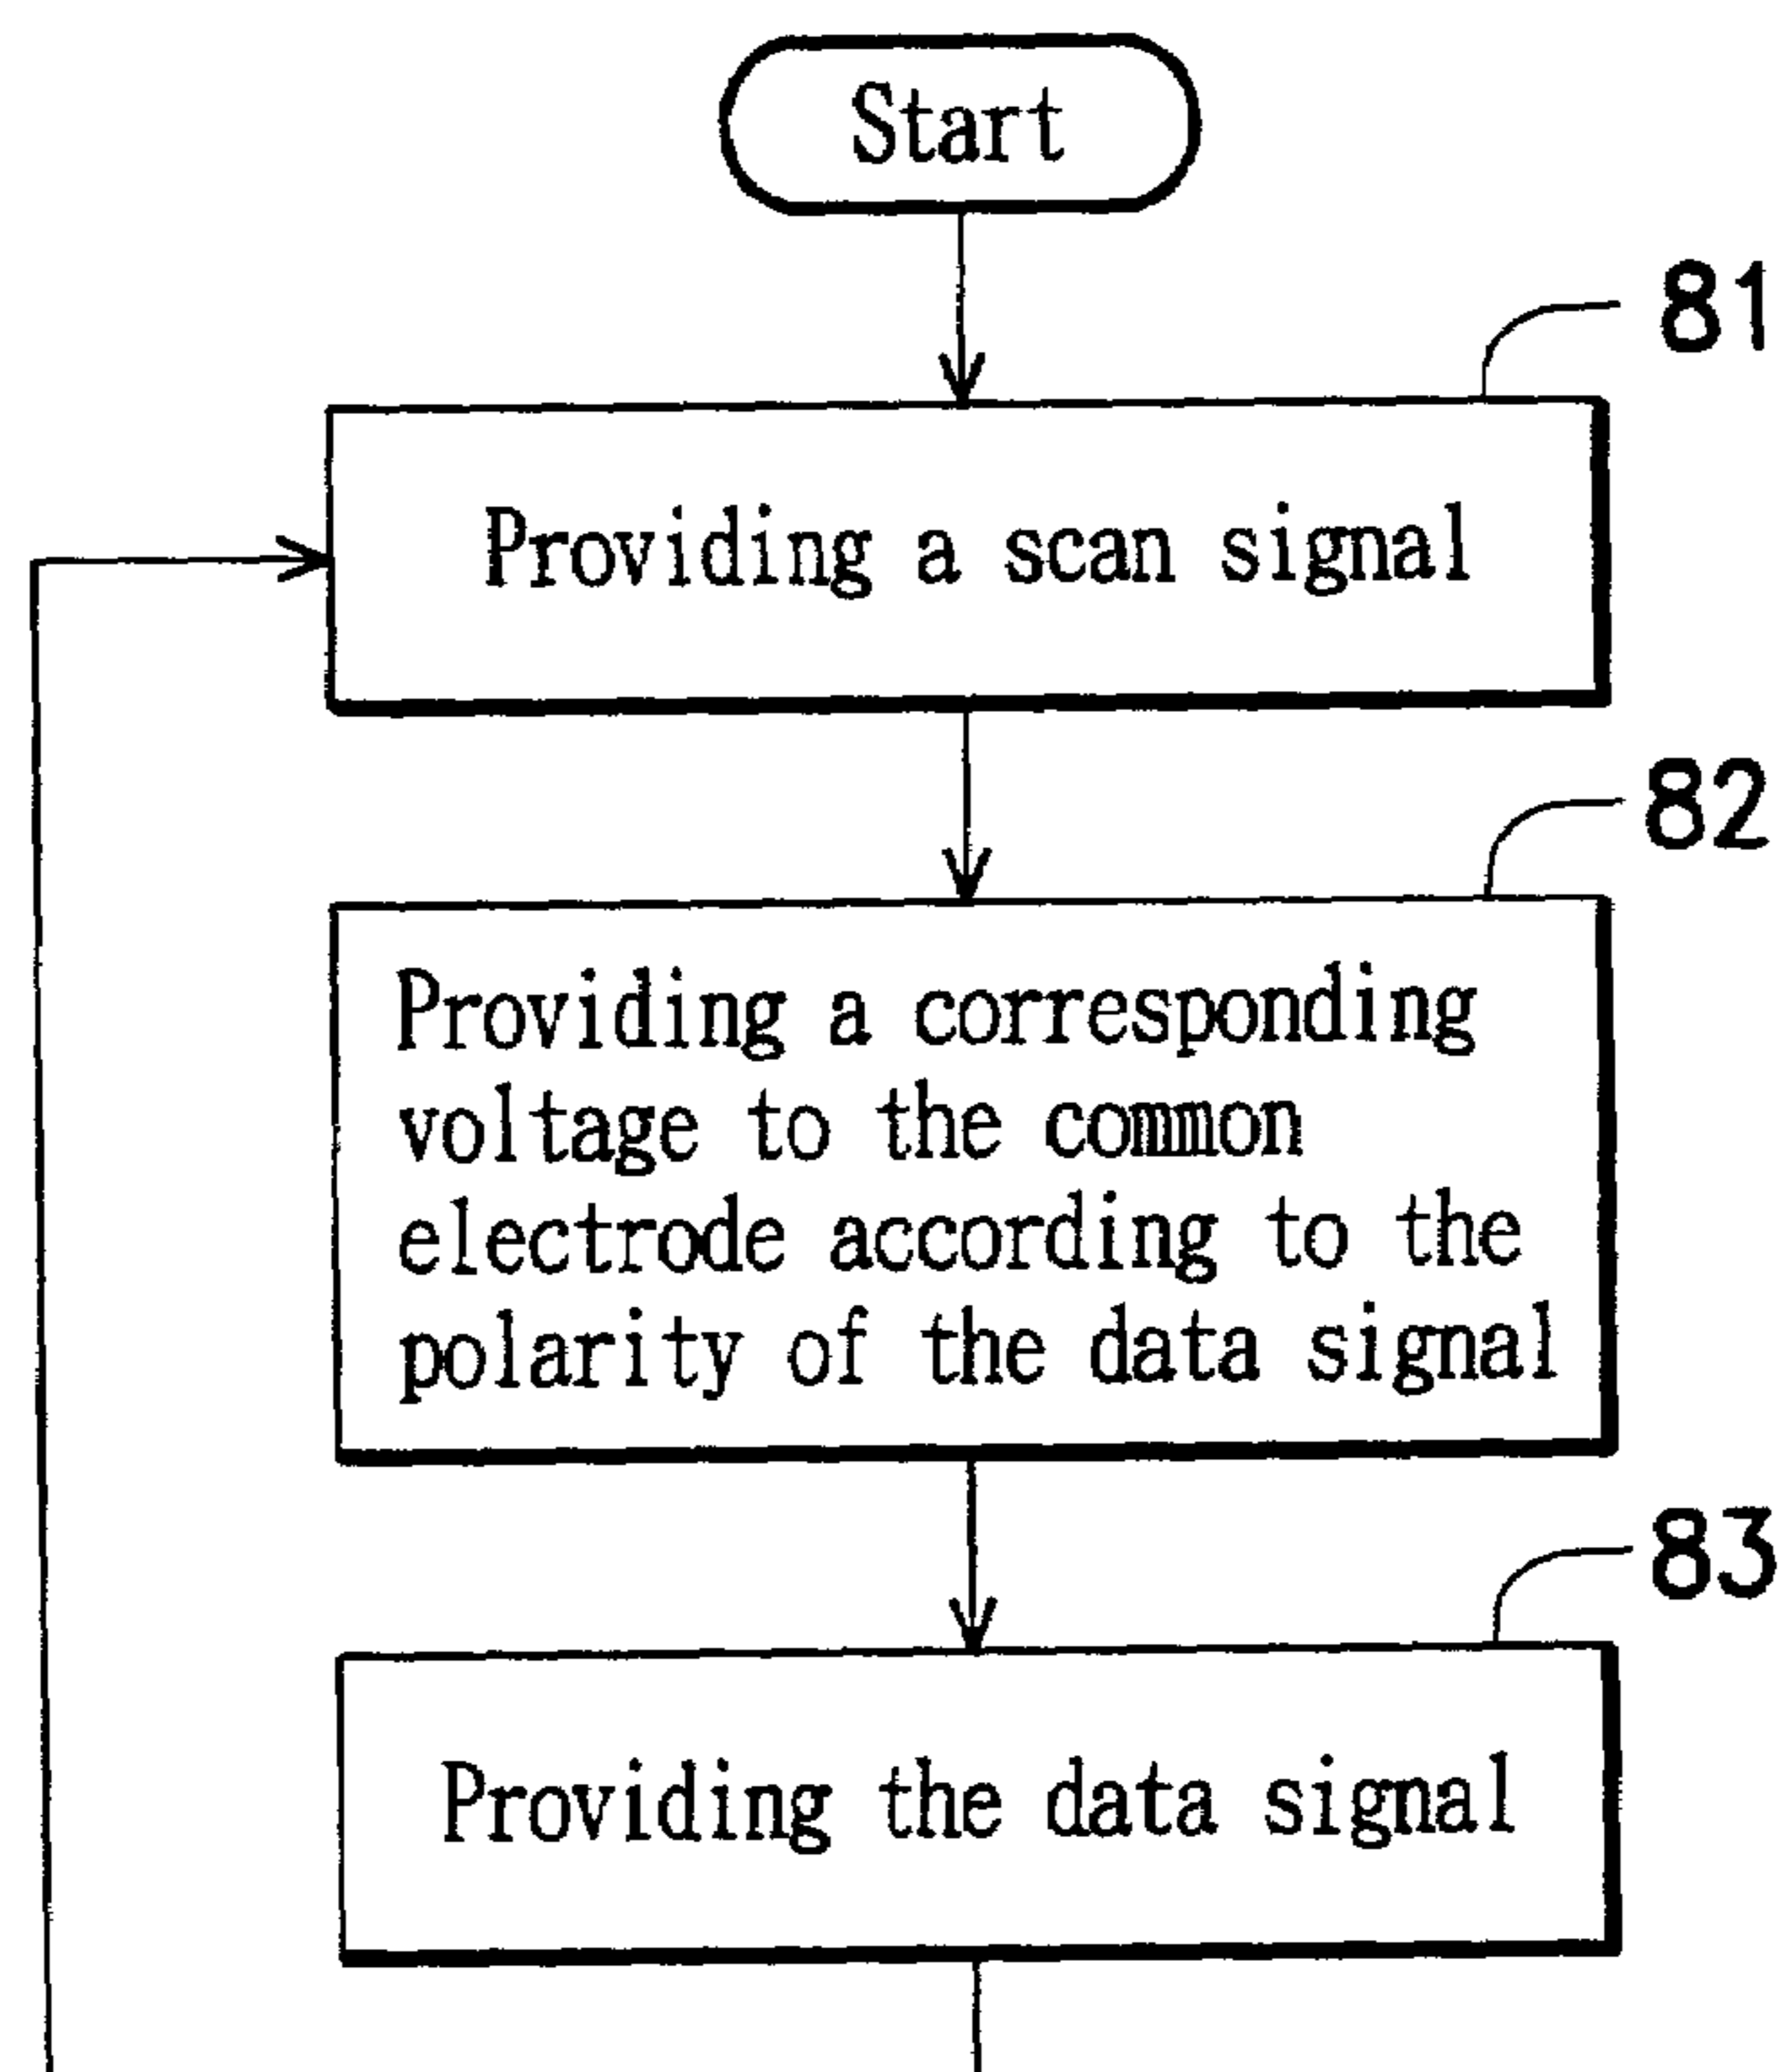 Start
81
Providing a scan signal
82
Providing a corresponding
voltage to the common
electrode according to the
polarity of the data signal
83
Providing the data signal